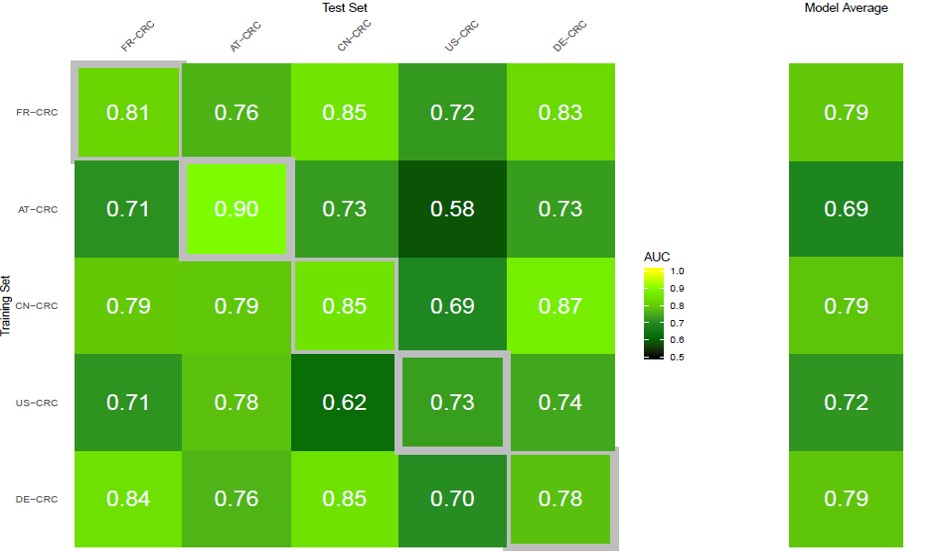 Test Set
Model Average
FR−CRC
AT−CRC
CN−CRC
US−CRC
DE−CRC
FR−CRC 0.81 0.76 0.85 0.72 0.83 0.79
AT−CRC 0.71 0.90 0.73 0.58 0.73 0.69
Training Set
CN−CRC 0.79 0.79 0.85 0.69 0.87 0.79
US−CRC 0.71 0.78 0.62 0.73 0.74 0.72
DE−CRC 0.84 0.76 0.85 0.70 0.78 0.79
AUC
1.0
0.9
0.8
0.7
0.6
0.5